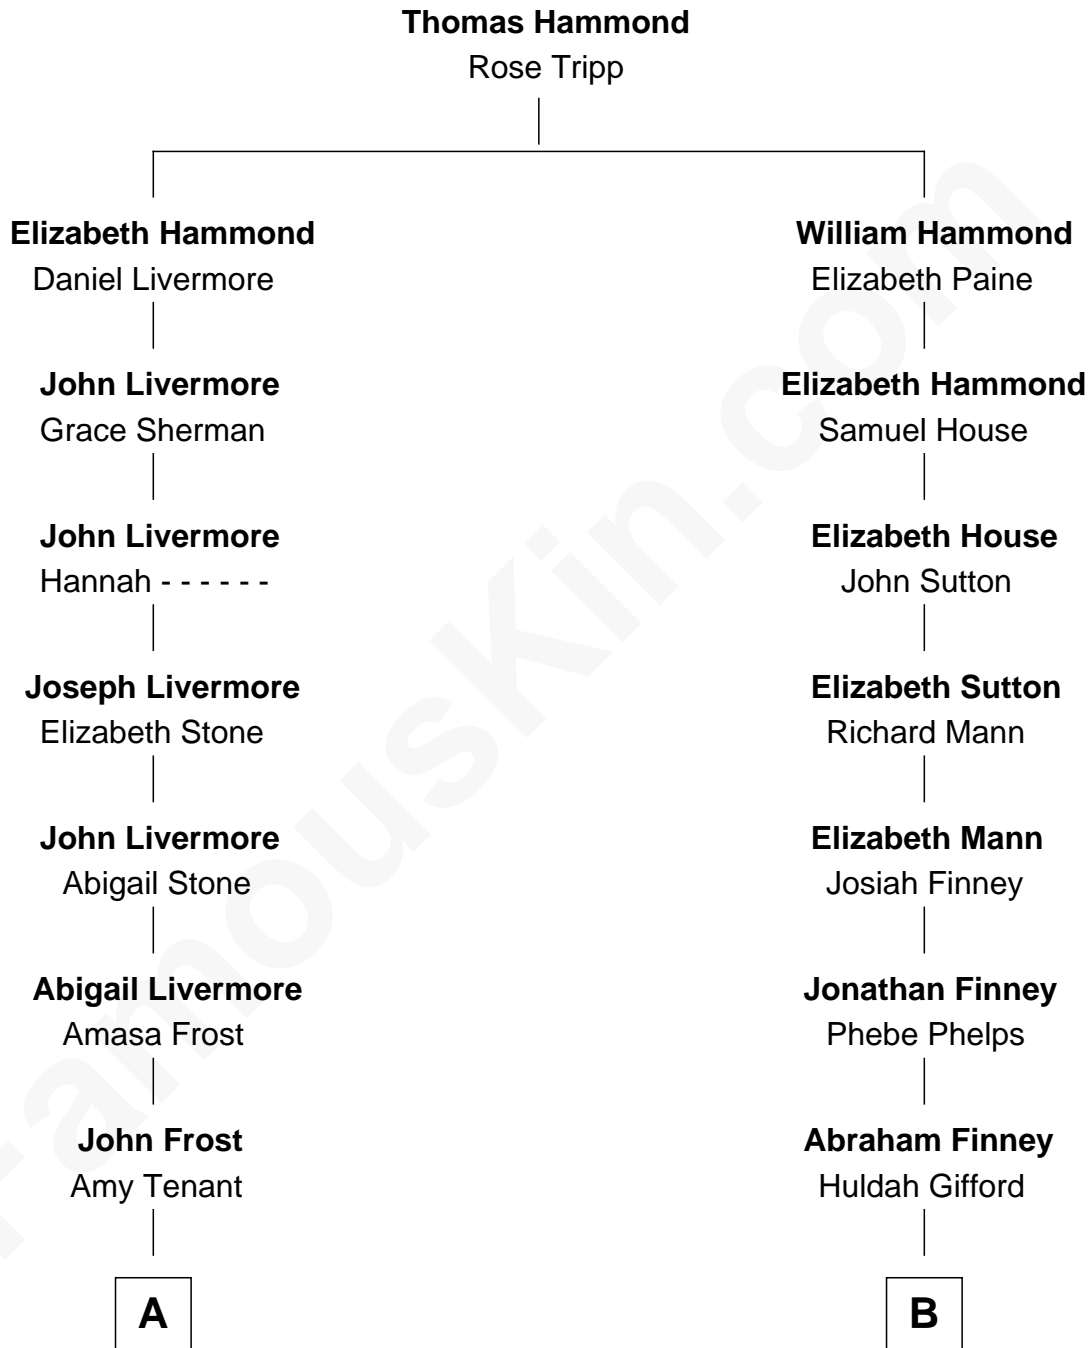 Thomas Hammond
Rose Tripp
Elizabeth Hammond
Daniel Livermore
John Livermore
Grace Sherman
John Livermore
Hannah - - - - - -
Joseph Livermore
Elizabeth Stone
John Livermore
Abigail Stone
Abigail Livermore
Amasa Frost
John Frost
Amy Tenant
A
William Hammond
Elizabeth Paine
Elizabeth Hammond
Samuel House
Elizabeth House
John Sutton
Elizabeth Sutton
Richard Mann
Elizabeth Mann
Josiah Finney
Jonathan Finney
Phebe Phelps
Abraham Finney
Huldah Gifford
B
FamousKin.com